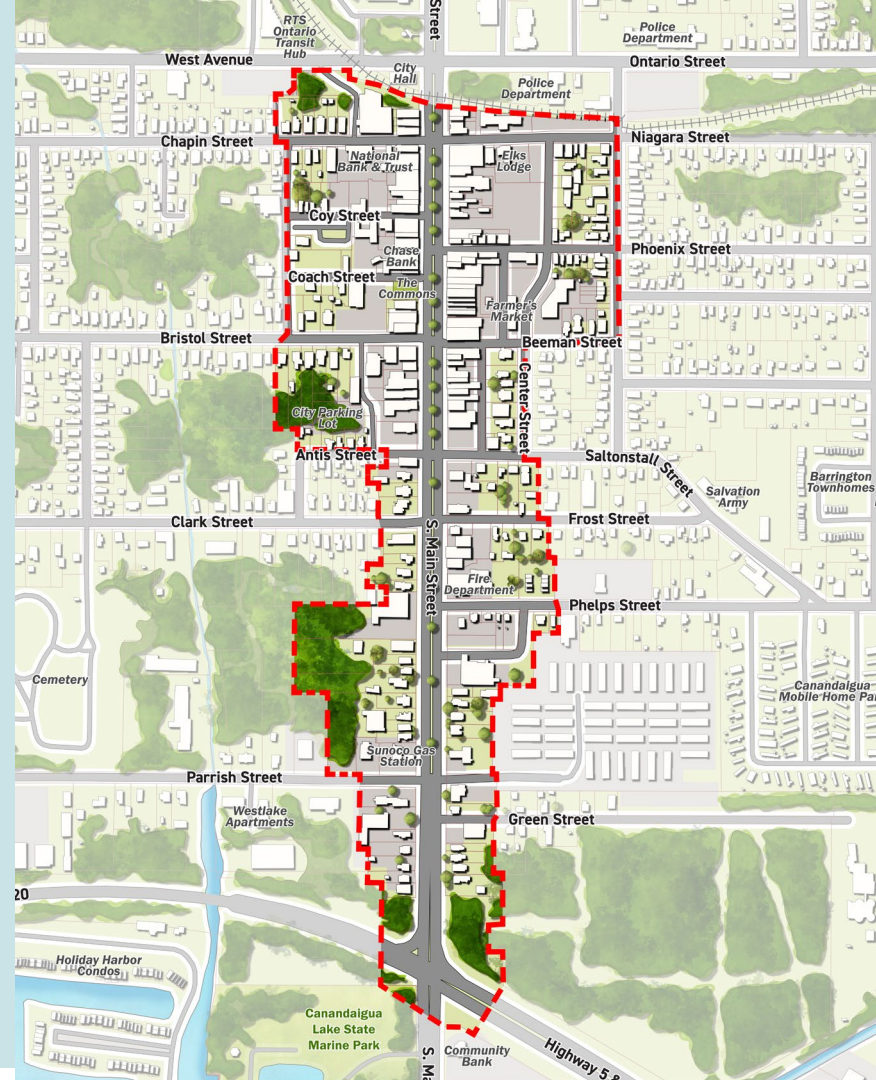 Street
RTS
Ontario
Transit
Hub
Police
Department
West Avenue
City
Hall
Ontario Street
Police
Department
Chapin Street
Niagara Street
National
Bank & Trust
Elks
Lodge
Coy Street
Chase
Bank
Phoenix Street
Coach Street
The
Commons
Farmer's
Market
Bristol Street
Beeman Street
Center Street
City Parking
Lot
Antis Street
Saltonstall Street
Barrington
Townhomes
Salvation
Army
Clark Street
S. Main Street
Frost Street
Fire
Department
Phelps Street
Cemetery
Canandaigua
Mobile Home Pa
Sunoco Gas
Station
Parrish Street
Westlake
Apartments
Green Street
20
Holiday Harbor
Condos
Canandaigua
Lake State
Marine Park
S. Ma
Community
Bank
Highway 5 &